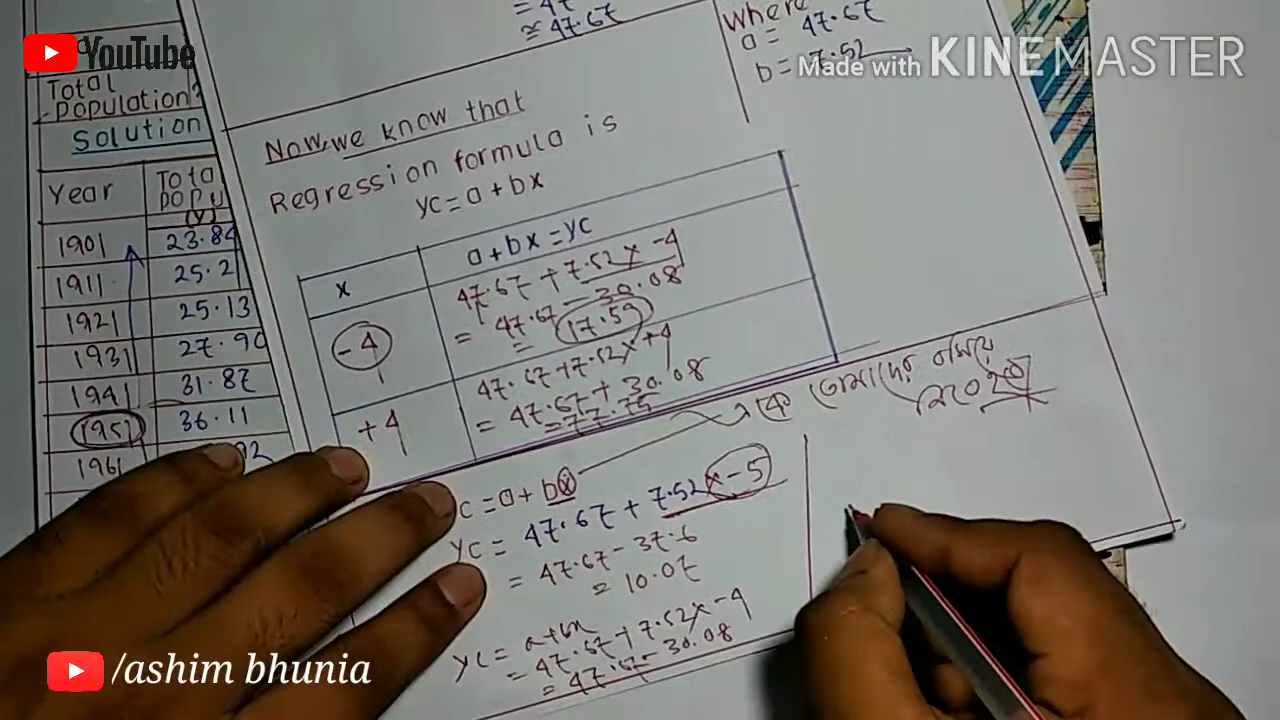 YouTube
Made with KINEMASTER
= 47
≅ 47.67
Where
a = 47.67
b = 7.52
Total
Population
Solution
Year
Total
popu
(y)
1901 23.84
1911 25.2
1921 25.13
1931 27.90
1941 31.87
1951 36.11
1961
Now, we know that
Regression formula is
yc = a + bx
x
a + bx = yc
-4
47.67 + 7.52 x -4
= 47.67 - 30.08
= 17.59
+4
47.67 + 7.52 x +4
= 47.67 + 30.08
= 77.75
কে তোমাদের বসিয়ে
নিতে হবে
yc = a + bx
yc = 47.67 + 7.52 x - 5
= 47.67 - 37.6
= 10.07
yc = a + bx
= 47.67 + 7.52 x - 4
= 47.67 - 30.08
/ashim bhunia